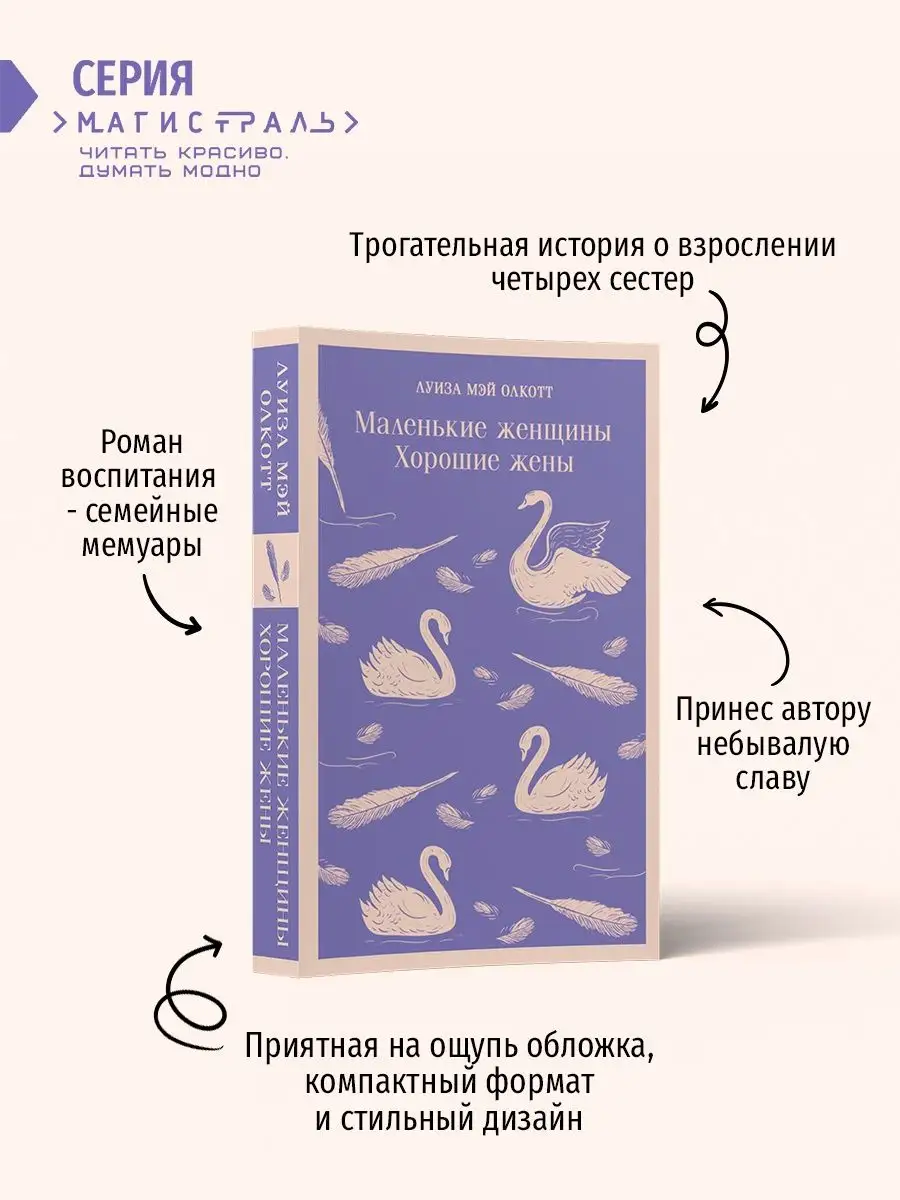 СЕРИЯ
>МАГИСТРАЛЬ>
ЧИТАТЬ КРАСИВО.
ДУМАТЬ МОДНО
Трогательная история о взрослении
четырех сестер
ЛУИЗА МЭЙ
ОЛКОТТ
МАЛЕНЬКИЕ ЖЕНЩИНЫ
ХОРОШИЕ ЖЕНЫ
ЛУИЗА МЭЙ ОЛКОТТ
Маленькие женщины
Хорошие жены
Роман
воспитания
- семейные
мемуары
Принес автору
небывалую
славу
Приятная на ощупь обложка,
компактный формат
и стильный дизайн